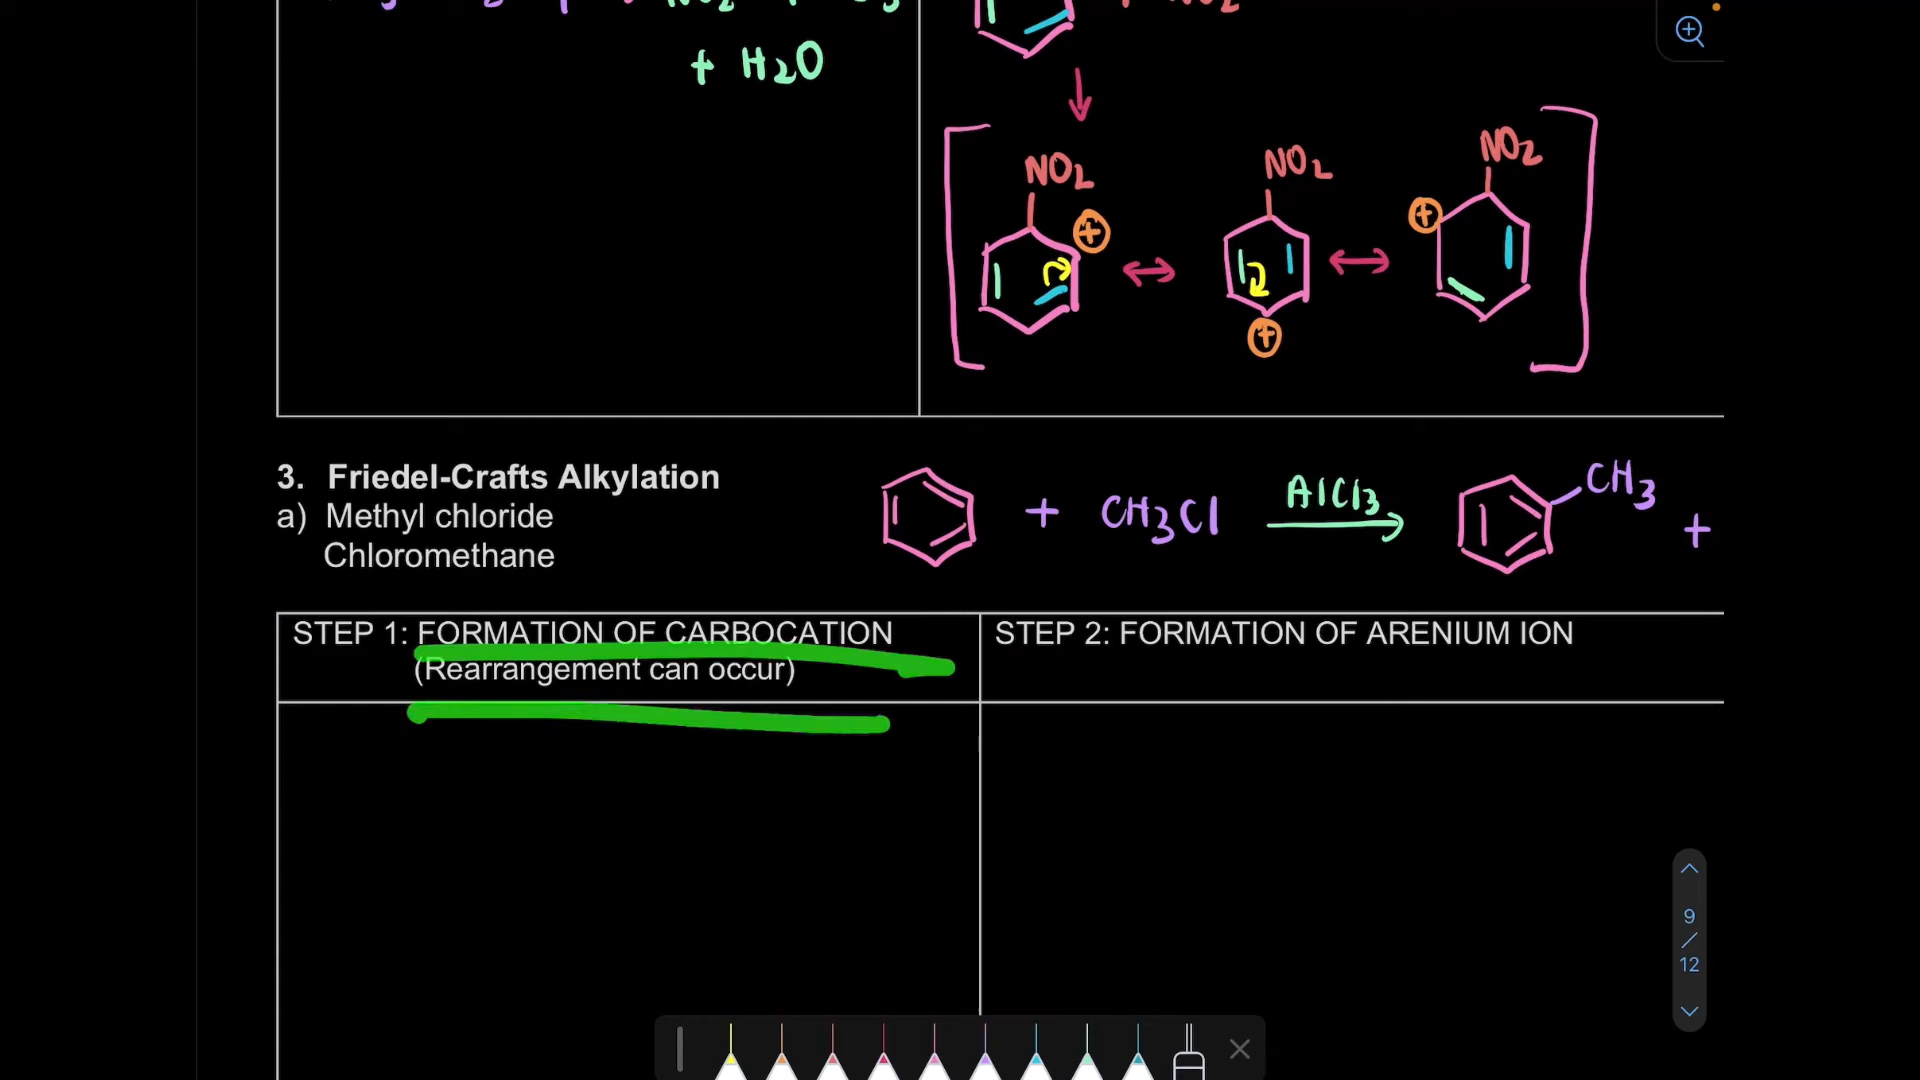 + H2O
NO2
NO2
NO2
+
+
+
3. Friedel-Crafts Alkylation
a) Methyl chloride
Chloromethane
+ CH3Cl
AlCl3
CH3
+
STEP 1: FORMATION OF CARBOCATION
(Rearrangement can occur)
STEP 2: FORMATION OF ARENIUM ION
9
/
12